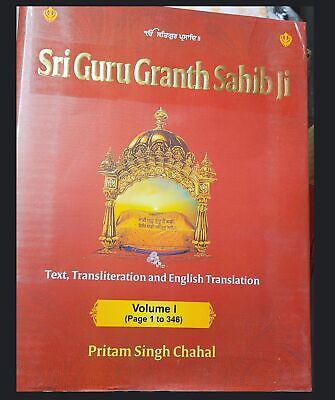 ੴ ਸਤਿਗੁਰ ਪ੍ਰਸਾਦਿ॥
Sri Guru Granth Sahib Ji
Text, Transliteration and English Translation
Volume I
(Page 1 to 346)
Pritam Singh Chahal